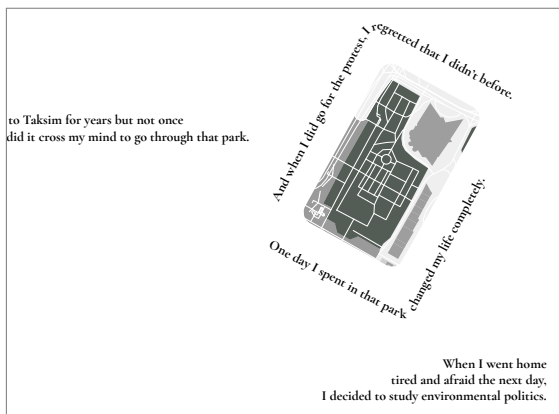 to Taksim for years but not once
did it cross my mind to go through that park.
And when I did go for the protest, I regretted that I didn't before.
One day I spent in that park changed my life completely.
When I went home
tired and afraid the next day,
I decided to study environmental politics.